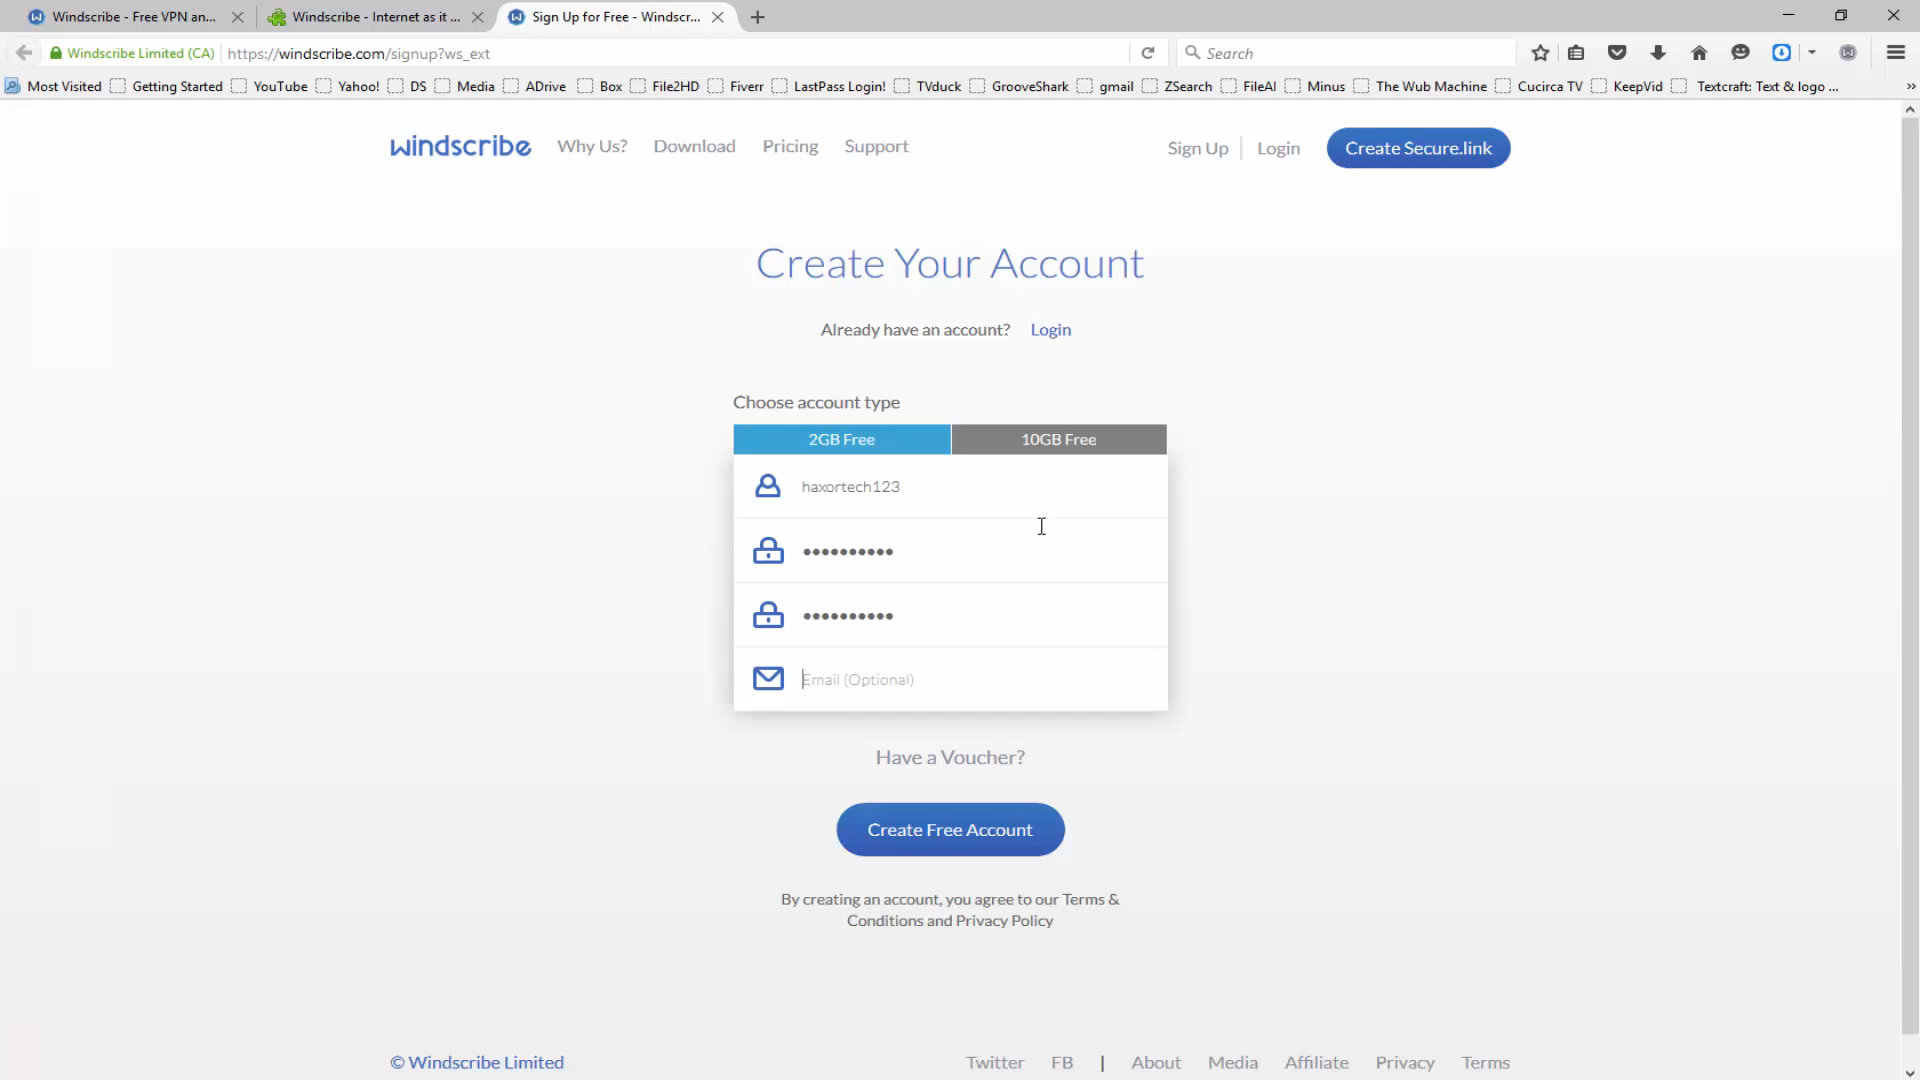 Windscribe - Free VPN an...
Windscribe - Internet as it ...
Sign Up for Free - Windscr...
Windscribe Limited (CA)
https://windscribe.com/signup?ws_ext
Search
Most Visited
Getting Started
YouTube
Yahoo!
DS
Media
ADrive
Box
File2HD
Fiverr
LastPass Login!
TVduck
GrooveShark
gmail
ZSearch
FileAI
Minus
The Wub Machine
Cucirca TV
KeepVid
Textcraft: Text & logo ...
windscribe
Why Us?
Download
Pricing
Support
Sign Up
Login
Create Secure.link
Create Your Account
Already have an account? Login
Choose account type
2GB Free
10GB Free
haxortech123
••••••••••
••••••••••
Email (Optional)
Have a Voucher?
Create Free Account
By creating an account, you agree to our Terms &
Conditions and Privacy Policy
© Windscribe Limited
Twitter
FB
|
About
Media
Affiliate
Privacy
Terms